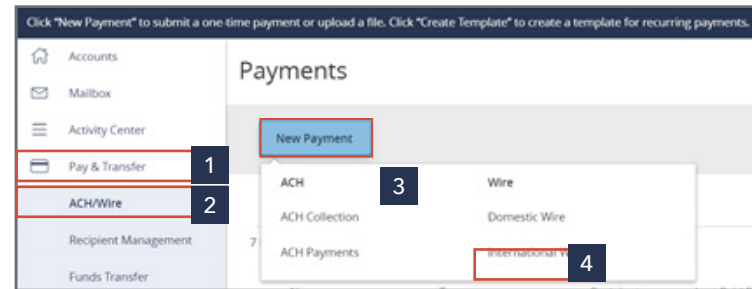 Click "New Payment" to submit a one-time payment or upload a file. Click "Create Template" to create a template for recurring payments.
Accounts
Mailbox
Activity Center
Pay & Transfer
1
ACH/Wire
2
Recipient Management
Funds Transfer
Payments
New Payment
ACH
3
Wire
ACH Collection
Domestic Wire
7
ACH Payments
International
4